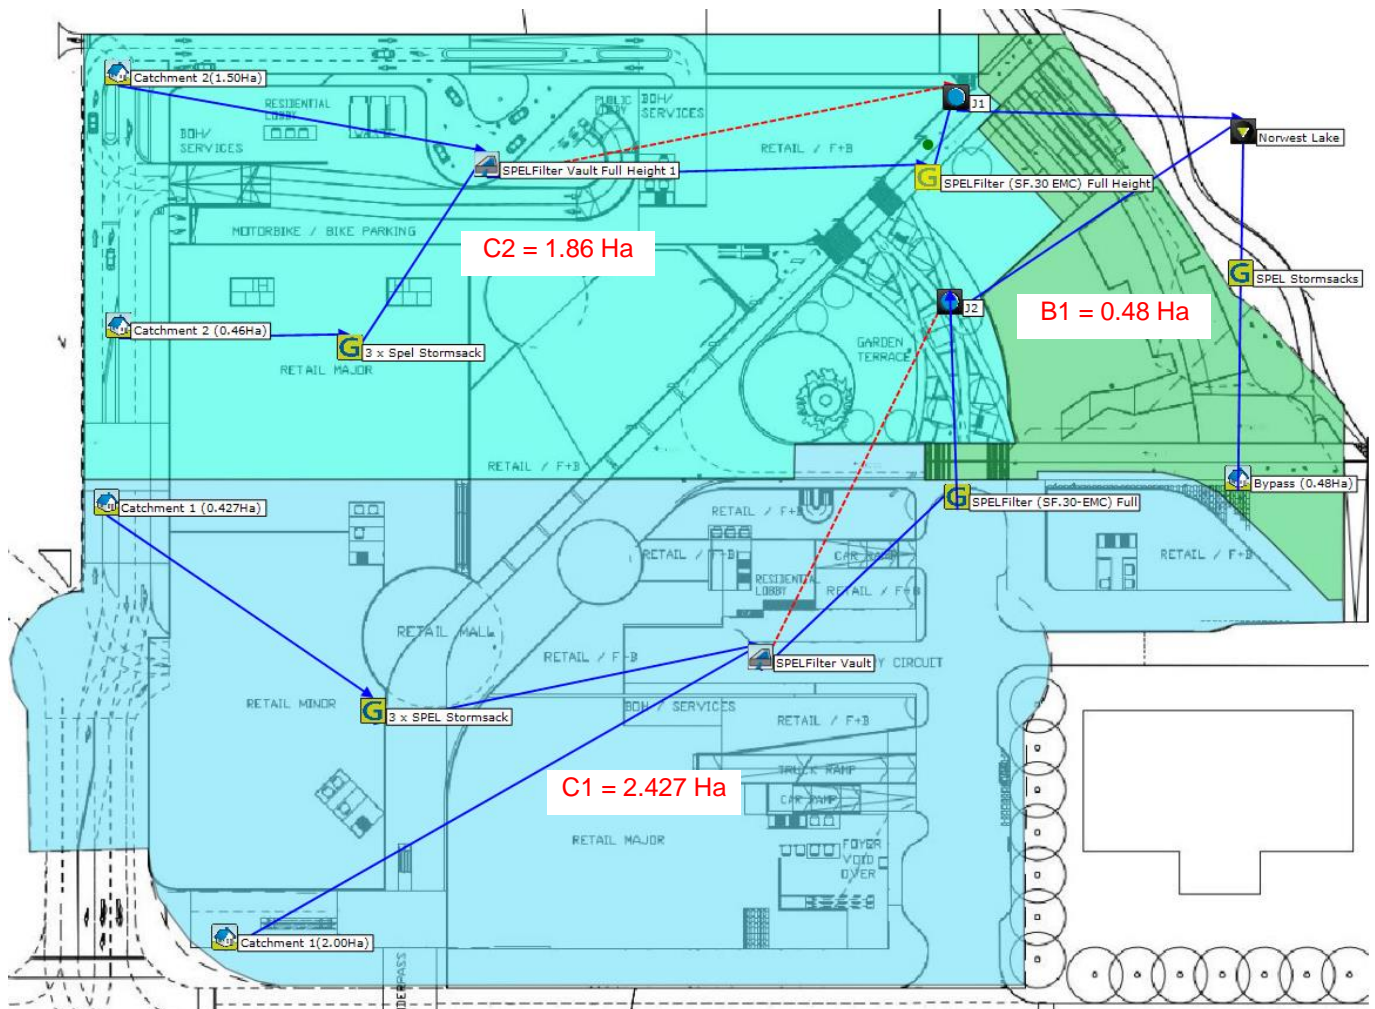 Catchment 2(1.50Ha)
RESIDENTIAL
LOBBY
BOH/
SERVICES
PUBLIC
LOBBY
BOH/
SERVICES
RETAIL / F+B
J1
Norwest Lake
SPELFilter Vault Full Height 1
SPELFilter (SF.30 EMC) Full Height
MOTORBIKE / BIKE PARKING
C2 = 1.86 Ha
SPEL Stormsacks
B1 = 0.48 Ha
J2
Catchment 2 (0.46Ha)
3 x Spel Stormsack
RETAIL MAJOR
GARDEN
TERRACE
RETAIL / F+B
Bypass (0.48Ha)
Catchment 1 (0.427Ha)
SPELFilter (SF.30-EMC) Full
RETAIL / F+B
RETAIL / F+B
CAR RAMP
RETAIL / F+B
RESIDENTIAL
LOBBY
RETAIL / F+B
RETAIL MALL
RETAIL / F+B
SPELFilter Vault
Y CIRCUIT
RETAIL MINOR
3 x SPEL Stormsack
BOH / SERVICES
RETAIL / F+B
TRUCK RAMP
C1 = 2.427 Ha
CAR RAMP
RETAIL MAJOR
FOYER
VOID
OVER
Catchment 1(2.00Ha)
DERPASS